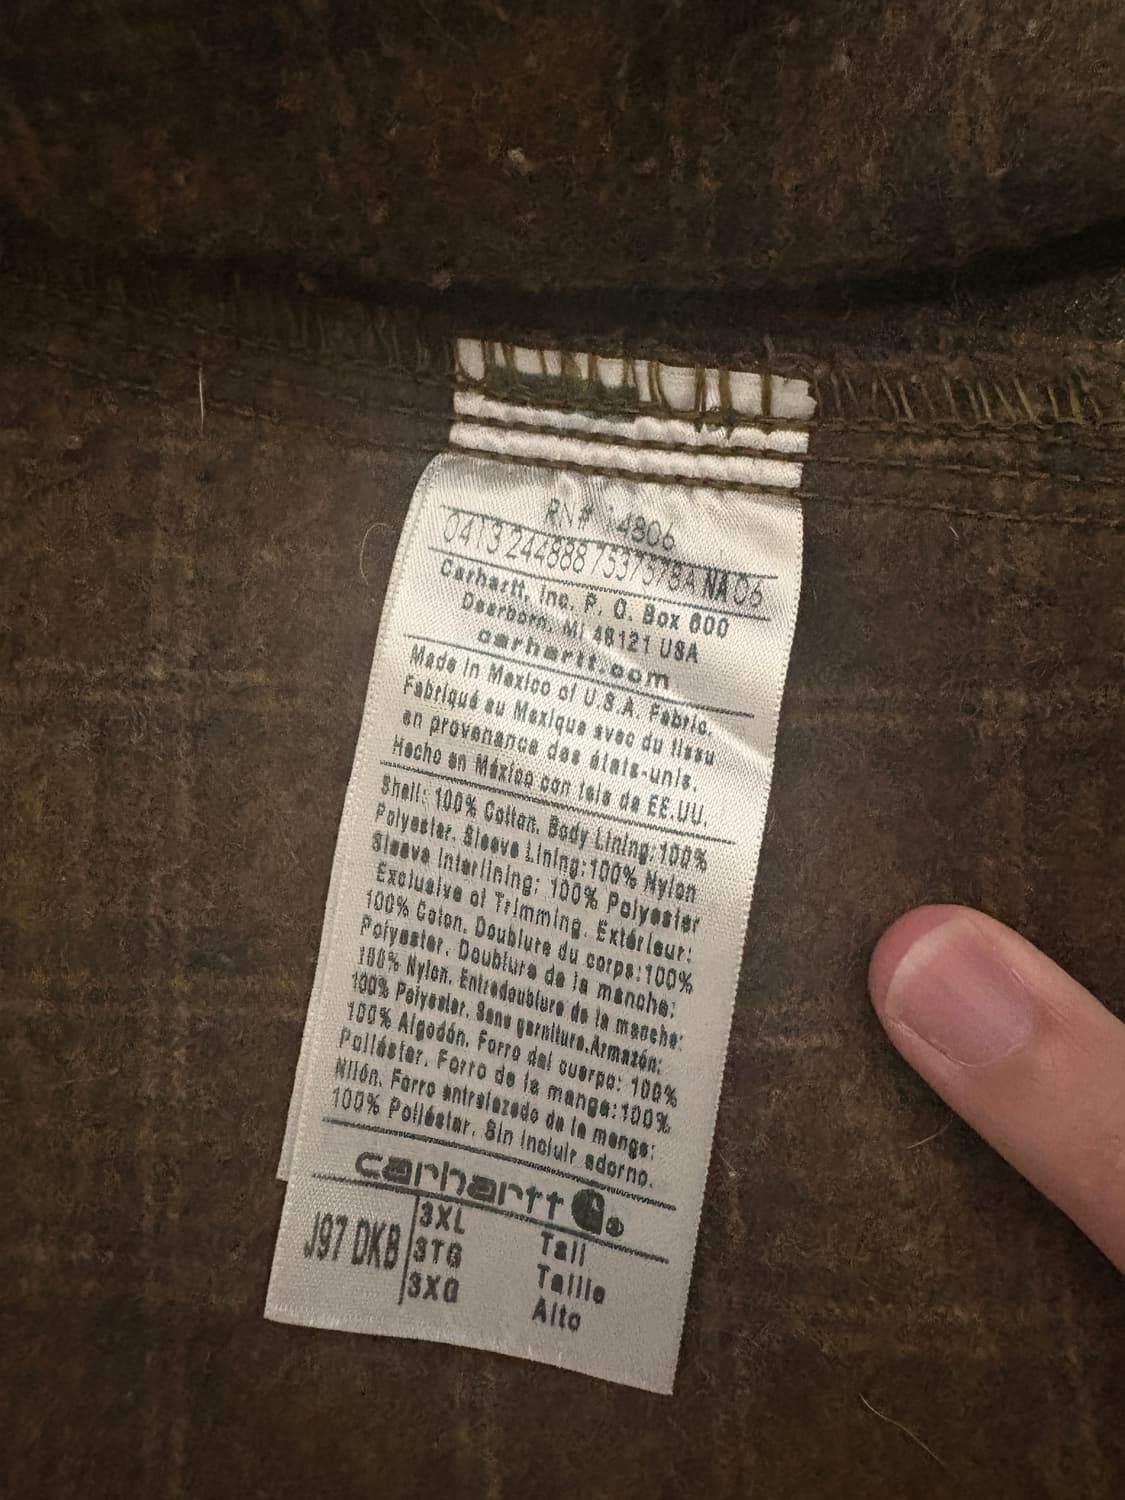 RN# 14806
0413 244888 7537573A NA 06
Carhartt, Inc. P. O. Box 600
Dearborn, MI 48121 USA
carhartt.com
Made in Mexico of U.S.A. Fabric.
Fabriqué au Mexique avec du tissu
en provenance des états-unis.
Hecho en México con tela de EE.UU.
Shell: 100% Cotton. Body Lining:100%
Polyester. Sleeve Lining:100% Nylon
Sleeve Interlining: 100% Polyester
Exclusive of Trimming. Extérieur:
100% Coton. Doublure du corps:100%
Polyester. Doublure de la manche:
100% Nylon. Entredoublure de la manche:
100% Polyester. Sans garniture.Armazón:
100% Algodón. Forro del cuerpo: 100%
Poliéster. Forro de la manga:100%
Nilón. Forro entrelazado de la manga:
100% Poliéster. Sin incluir adorno.
carhartt
J97 DKB 3XL Tall
3TG Taille
3XG Alto